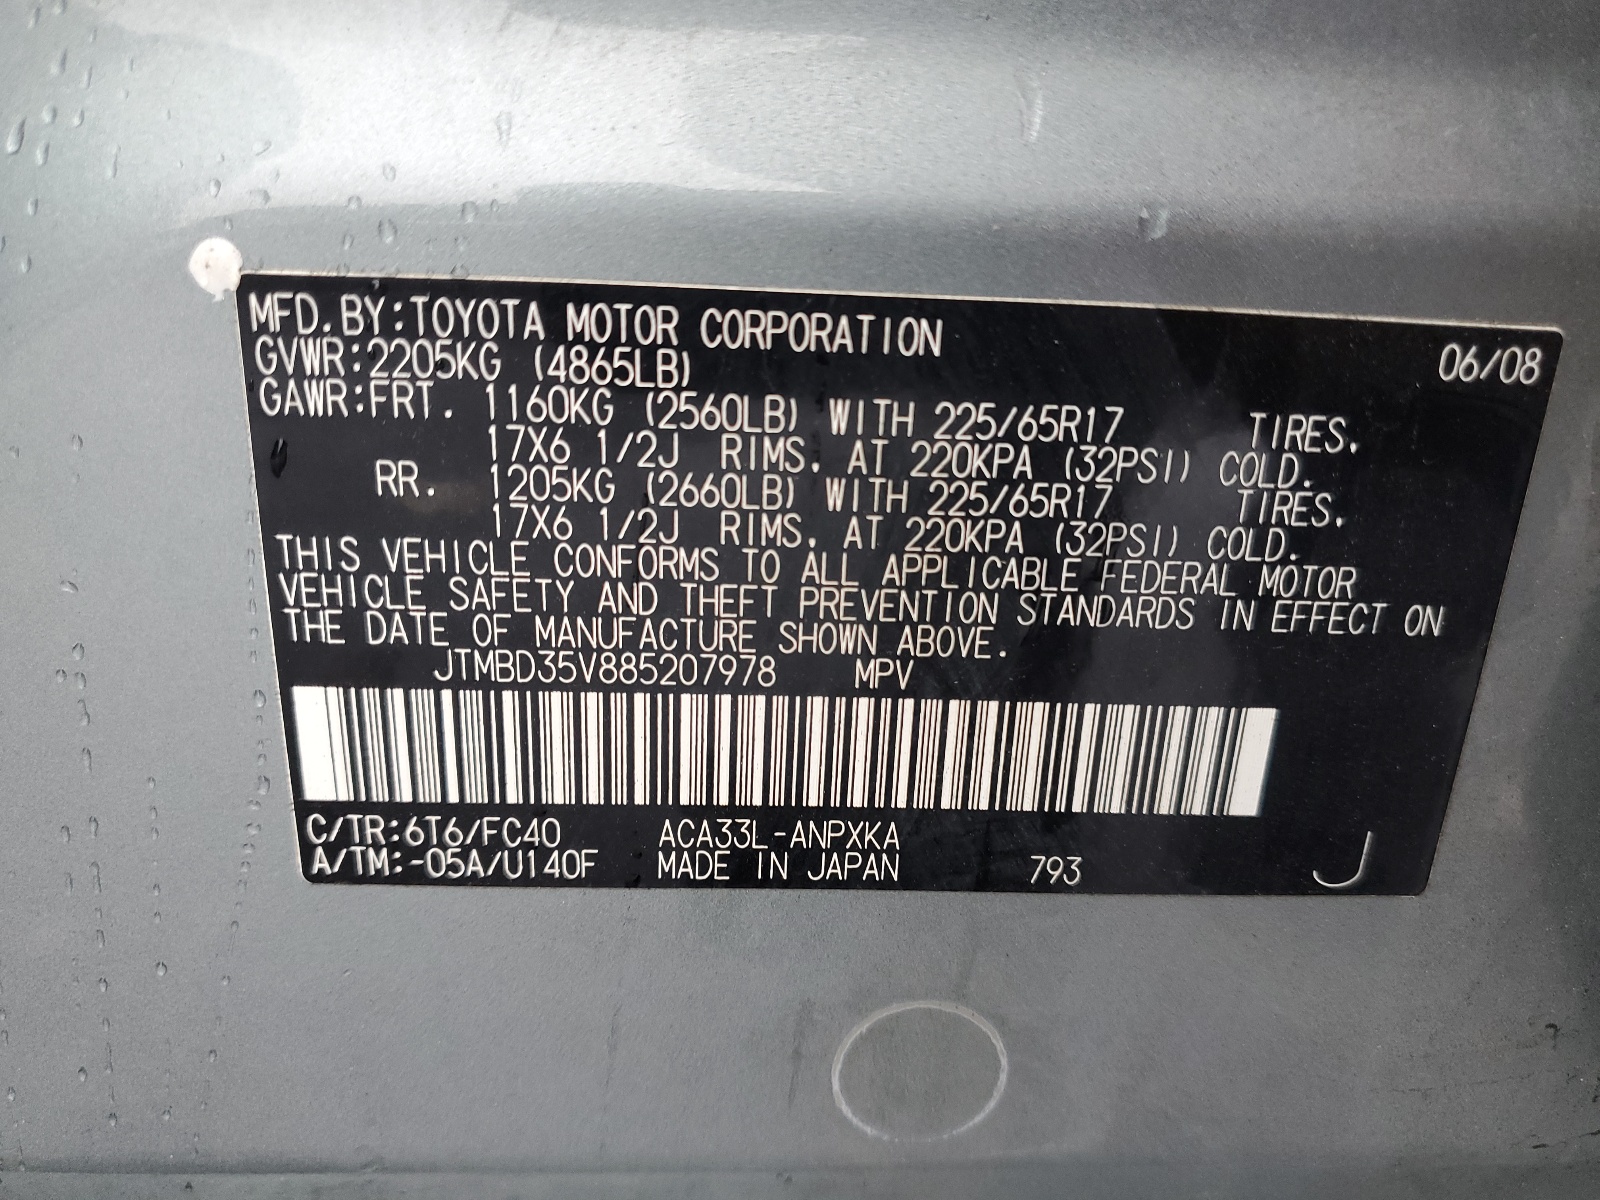 MFD.BY:TOYOTA MOTOR CORPORATION 06/08
GVWR:2205KG (4865LB)
GAWR:FRT. 1160KG (2560LB) WITH 225/65R17 TIRES.
17X6 1/2J RIMS. AT 220KPA (32PSI) COLD.
RR. 1205KG (2660LB) WITH 225/65R17 TIRES.
17X6 1/2J RIMS. AT 220KPA (32PSI) COLD.
THIS VEHICLE CONFORMS TO ALL APPLICABLE FEDERAL MOTOR
VEHICLE SAFETY AND THEFT PREVENTION STANDARDS IN EFFECT ON
THE DATE OF MANUFACTURE SHOWN ABOVE.
JTMBD35V885207978 MPV
C/TR:6T6/FC40 ACA33L-ANPXKA
A/TM:-05A/U140F MADE IN JAPAN 793 J